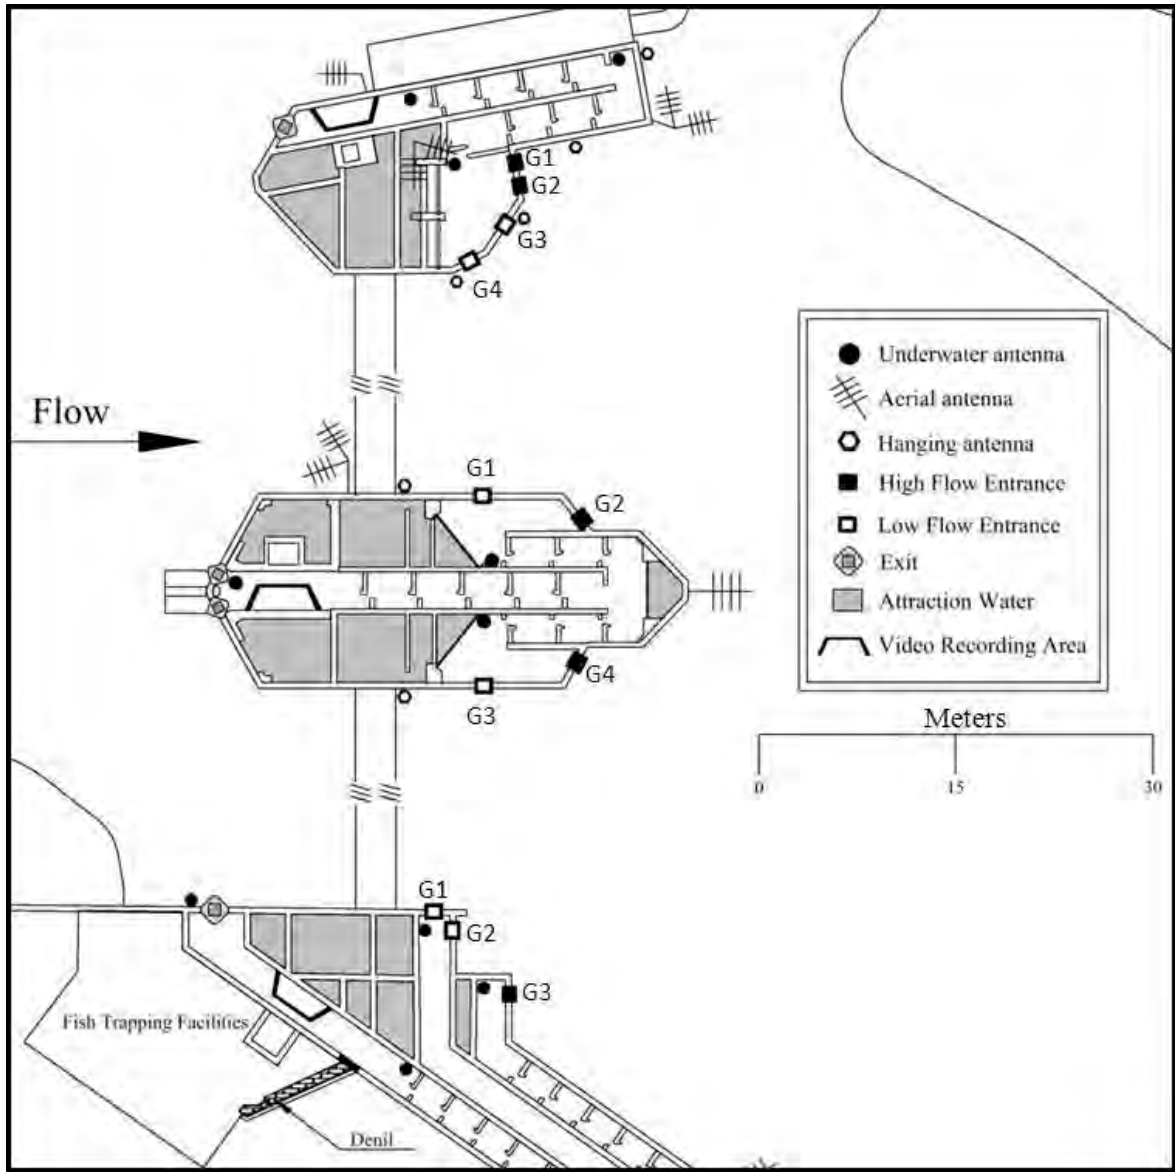 G1
G2
G3
G4
Underwater antenna
Aerial antenna
Hanging antenna
High Flow Entrance
Low Flow Entrance
Exit
Attraction Water
Video Recording Area
Flow
G1
G2
G4
G3
Meters
0 15 30
G1
G2
G3
Fish Trapping Facilities
Denil